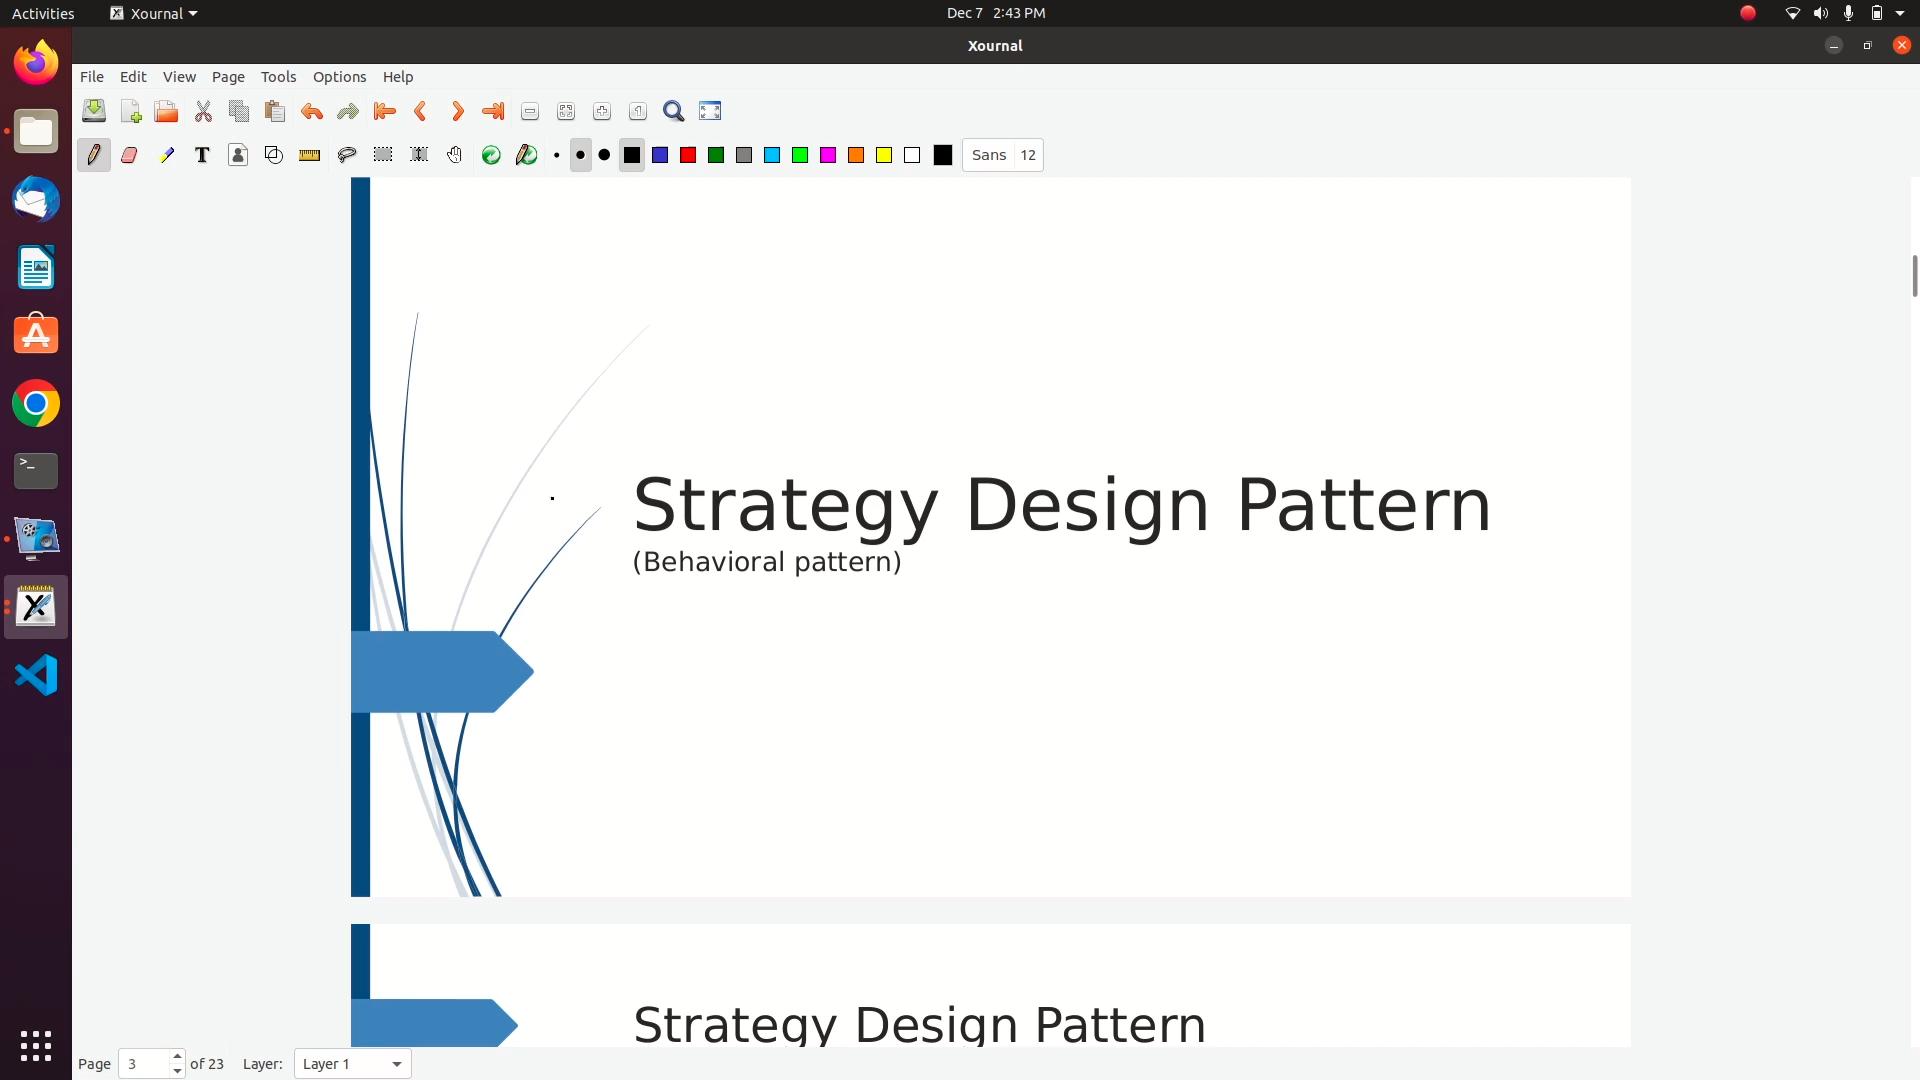 Activities Xournal Dec 7 2:43 PM
Xournal
File Edit View Page Tools Options Help
Sans 12
Strategy Design Pattern
(Behavioral pattern)
Strategy Design Pattern
Page 3 of 23 Layer: Layer 1